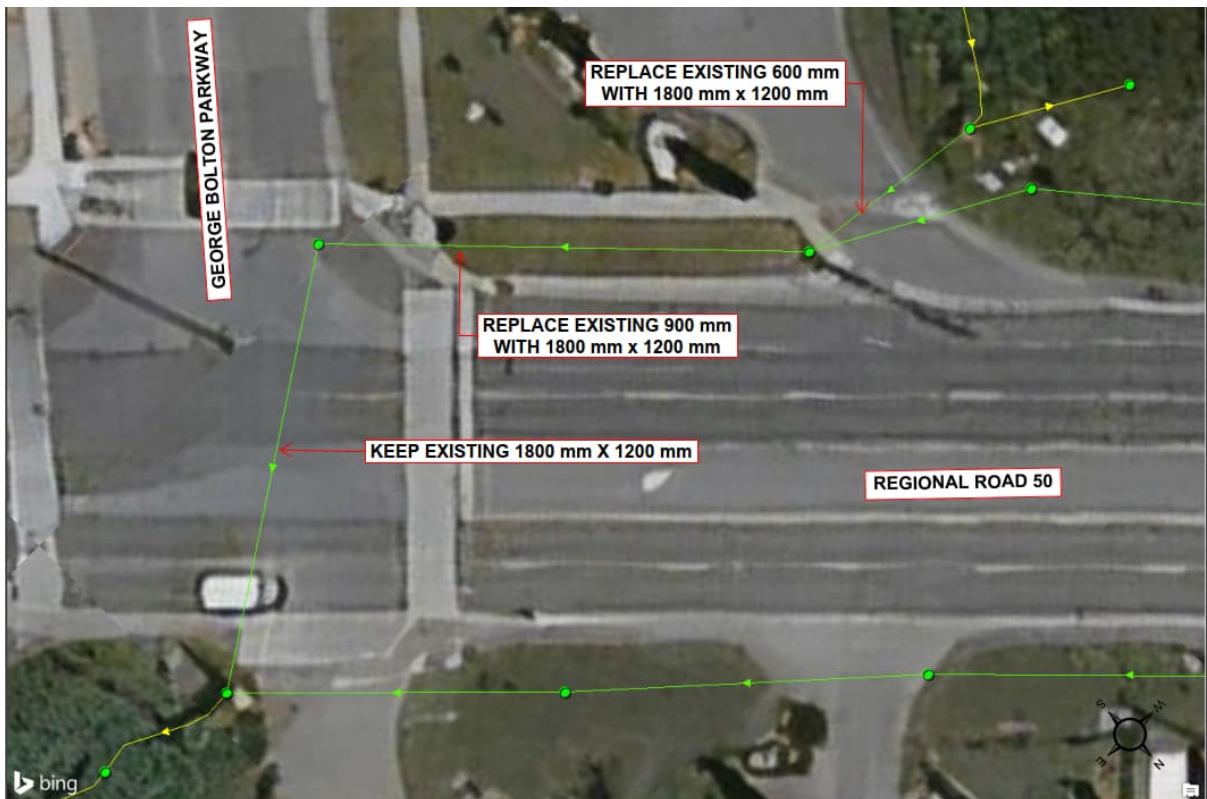 GEORGE BOLTON PARKWAY
REPLACE EXISTING 600 mm
WITH 1800 mm x 1200 mm
REPLACE EXISTING 900 mm
WITH 1800 mm x 1200 mm
KEEP EXISTING 1800 mm X 1200 mm
REGIONAL ROAD 50
S
W
E
N
bing